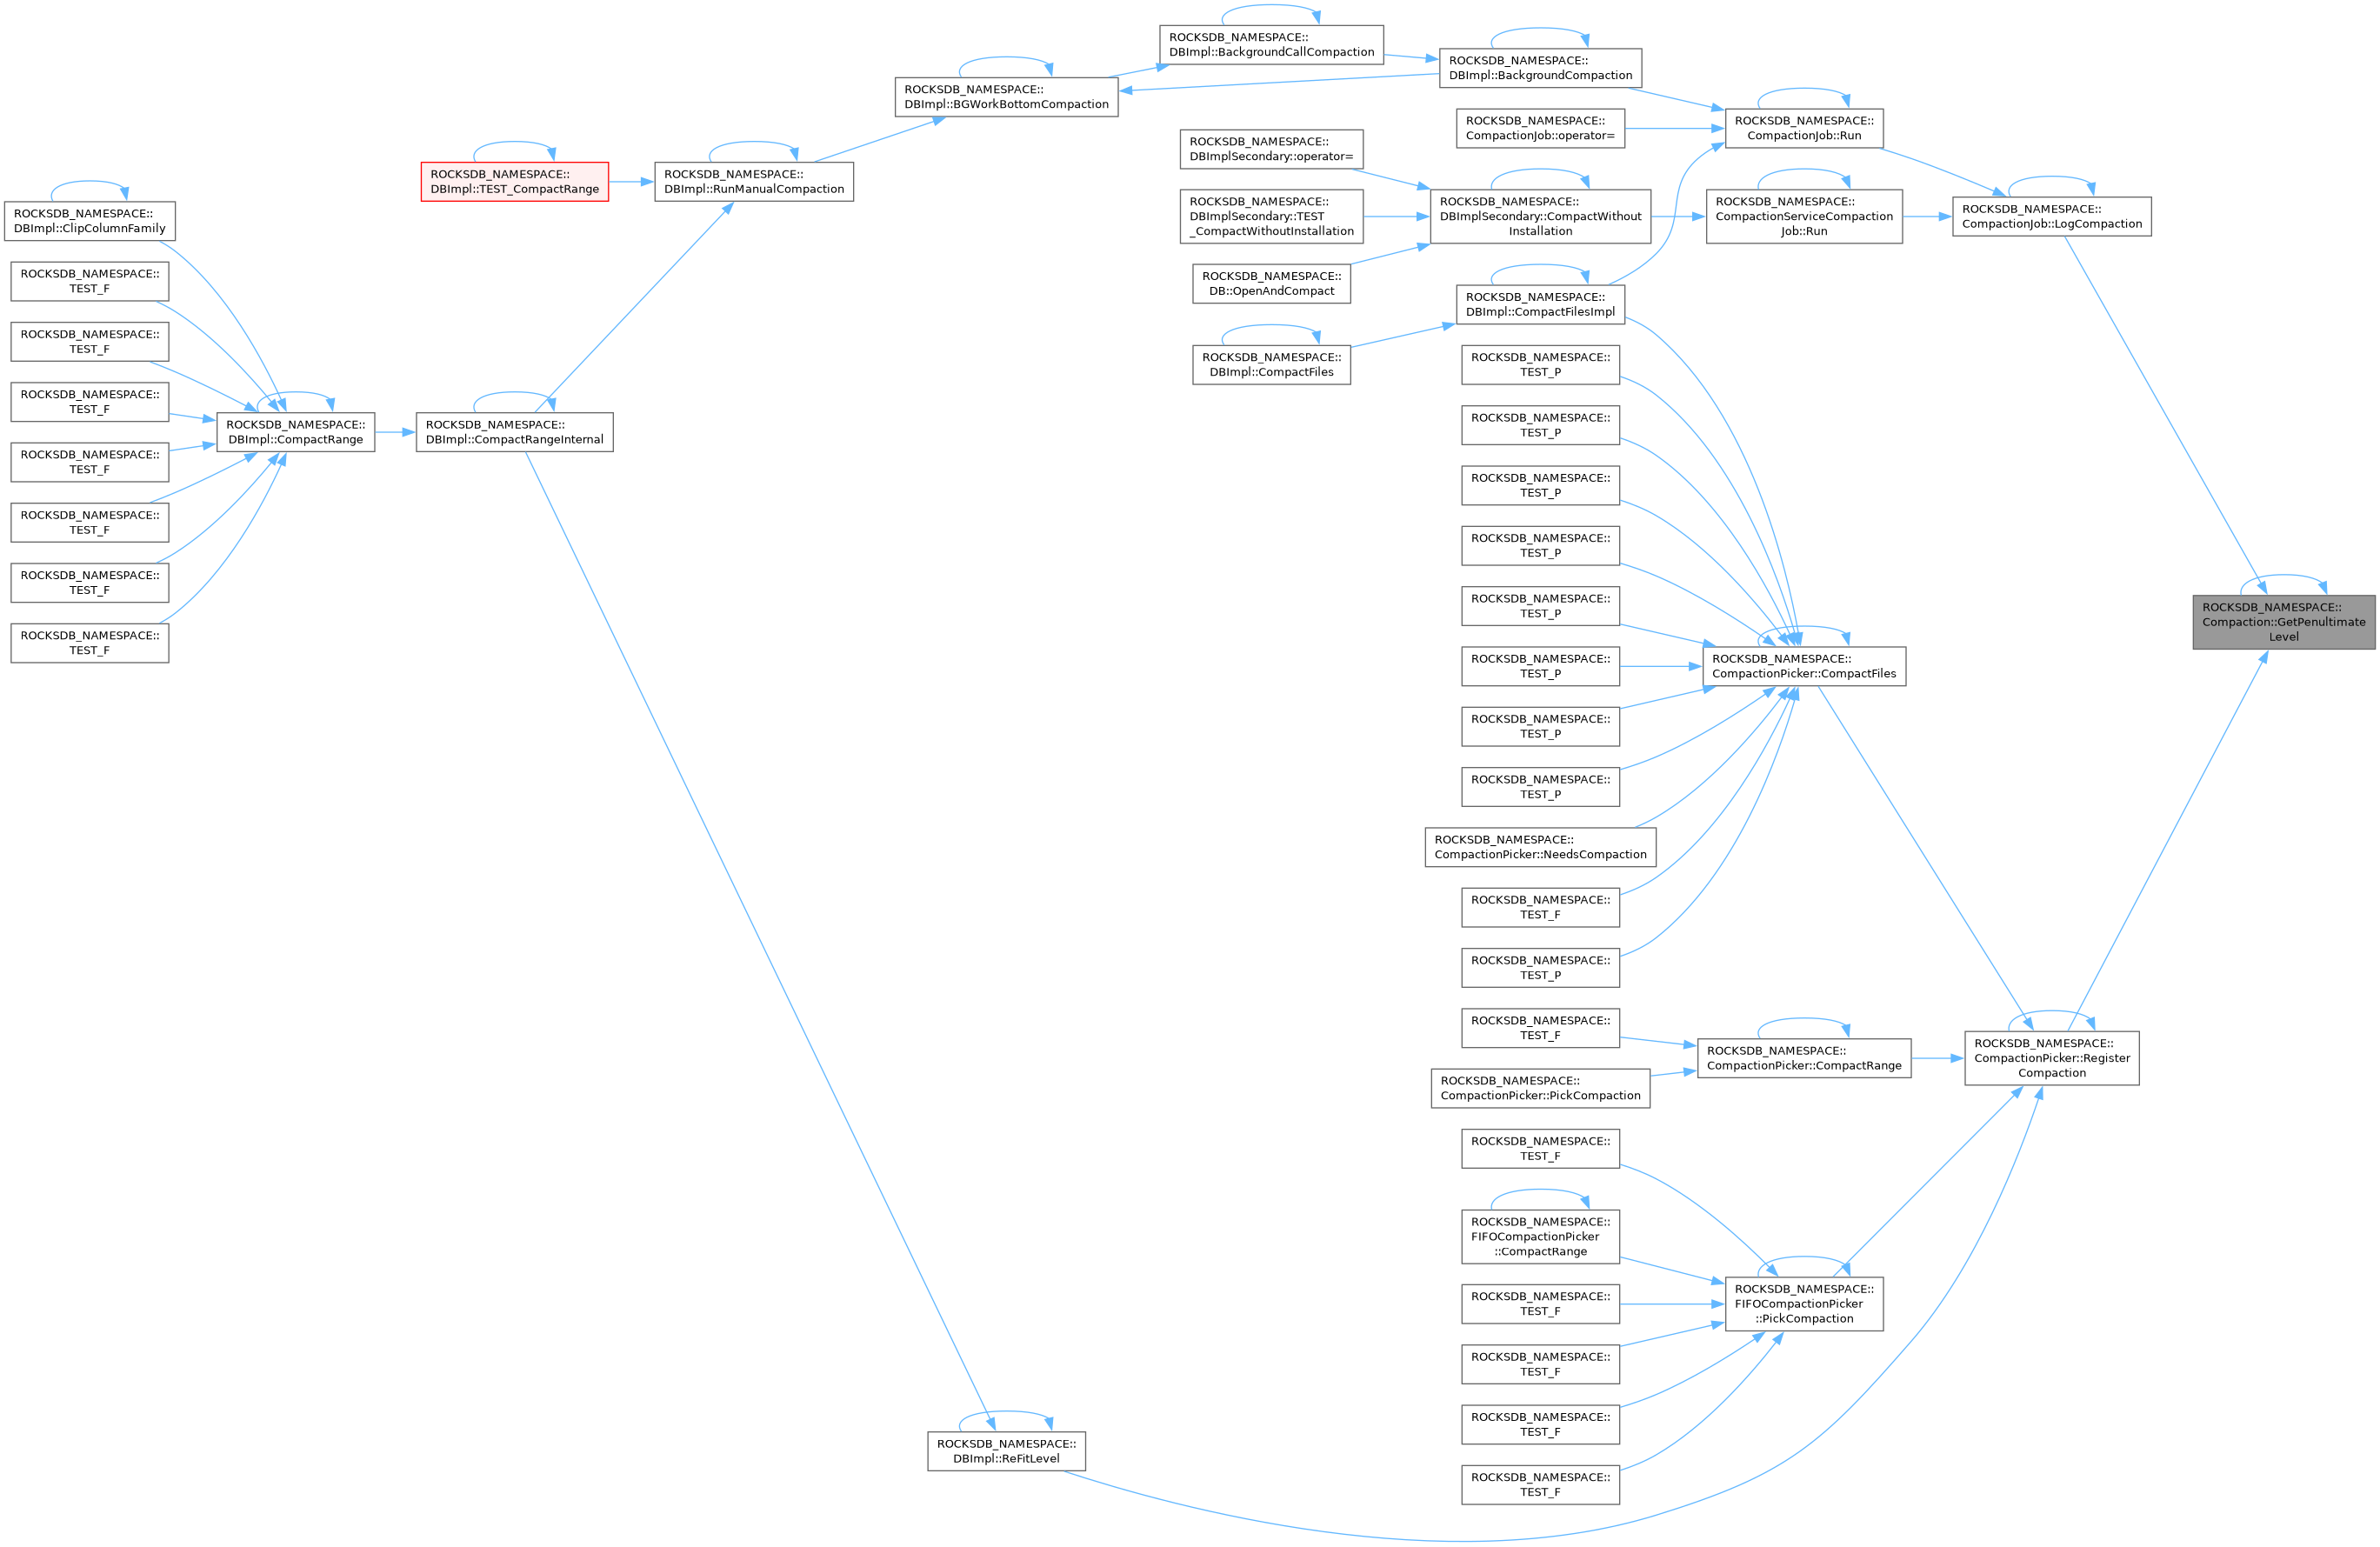 ROCKSDB_NAMESPACE::
DBImpl::ClipColumnFamily
ROCKSDB_NAMESPACE::
TEST_F
ROCKSDB_NAMESPACE::
TEST_F
ROCKSDB_NAMESPACE::
TEST_F
ROCKSDB_NAMESPACE::
TEST_F
ROCKSDB_NAMESPACE::
TEST_F
ROCKSDB_NAMESPACE::
TEST_F
ROCKSDB_NAMESPACE::
TEST_F
ROCKSDB_NAMESPACE::
DBImpl::CompactRange
ROCKSDB_NAMESPACE::
DBImpl::TEST_CompactRange
ROCKSDB_NAMESPACE::
DBImpl::CompactRangeInternal
ROCKSDB_NAMESPACE::
DBImpl::RunManualCompaction
ROCKSDB_NAMESPACE::
DBImpl::BGWorkBottomCompaction
ROCKSDB_NAMESPACE::
DBImpl::ReFitLevel
ROCKSDB_NAMESPACE::
DBImpl::BackgroundCallCompaction
ROCKSDB_NAMESPACE::
DBImplSecondary::operator=
ROCKSDB_NAMESPACE::
DBImplSecondary::TEST
_CompactWithoutInstallation
ROCKSDB_NAMESPACE::
DB::OpenAndCompact
ROCKSDB_NAMESPACE::
DBImpl::CompactFiles
ROCKSDB_NAMESPACE::
DBImpl::BackgroundCompaction
ROCKSDB_NAMESPACE::
CompactionJob::operator=
ROCKSDB_NAMESPACE::
DBImplSecondary::CompactWithout
Installation
ROCKSDB_NAMESPACE::
DBImpl::CompactFilesImpl
ROCKSDB_NAMESPACE::
TEST_P
ROCKSDB_NAMESPACE::
TEST_P
ROCKSDB_NAMESPACE::
TEST_P
ROCKSDB_NAMESPACE::
TEST_P
ROCKSDB_NAMESPACE::
TEST_P
ROCKSDB_NAMESPACE::
TEST_P
ROCKSDB_NAMESPACE::
TEST_P
ROCKSDB_NAMESPACE::
TEST_P
ROCKSDB_NAMESPACE::
CompactionPicker::NeedsCompaction
ROCKSDB_NAMESPACE::
TEST_F
ROCKSDB_NAMESPACE::
TEST_P
ROCKSDB_NAMESPACE::
TEST_F
ROCKSDB_NAMESPACE::
CompactionPicker::PickCompaction
ROCKSDB_NAMESPACE::
TEST_F
ROCKSDB_NAMESPACE::
FIFOCompactionPicker
::CompactRange
ROCKSDB_NAMESPACE::
TEST_F
ROCKSDB_NAMESPACE::
TEST_F
ROCKSDB_NAMESPACE::
TEST_F
ROCKSDB_NAMESPACE::
TEST_F
ROCKSDB_NAMESPACE::
CompactionJob::Run
ROCKSDB_NAMESPACE::
CompactionServiceCompaction
Job::Run
ROCKSDB_NAMESPACE::
CompactionPicker::CompactFiles
ROCKSDB_NAMESPACE::
CompactionPicker::CompactRange
ROCKSDB_NAMESPACE::
FIFOCompactionPicker
::PickCompaction
ROCKSDB_NAMESPACE::
CompactionJob::LogCompaction
ROCKSDB_NAMESPACE::
CompactionPicker::Register
Compaction
ROCKSDB_NAMESPACE::
Compaction::GetPenultimate
Level